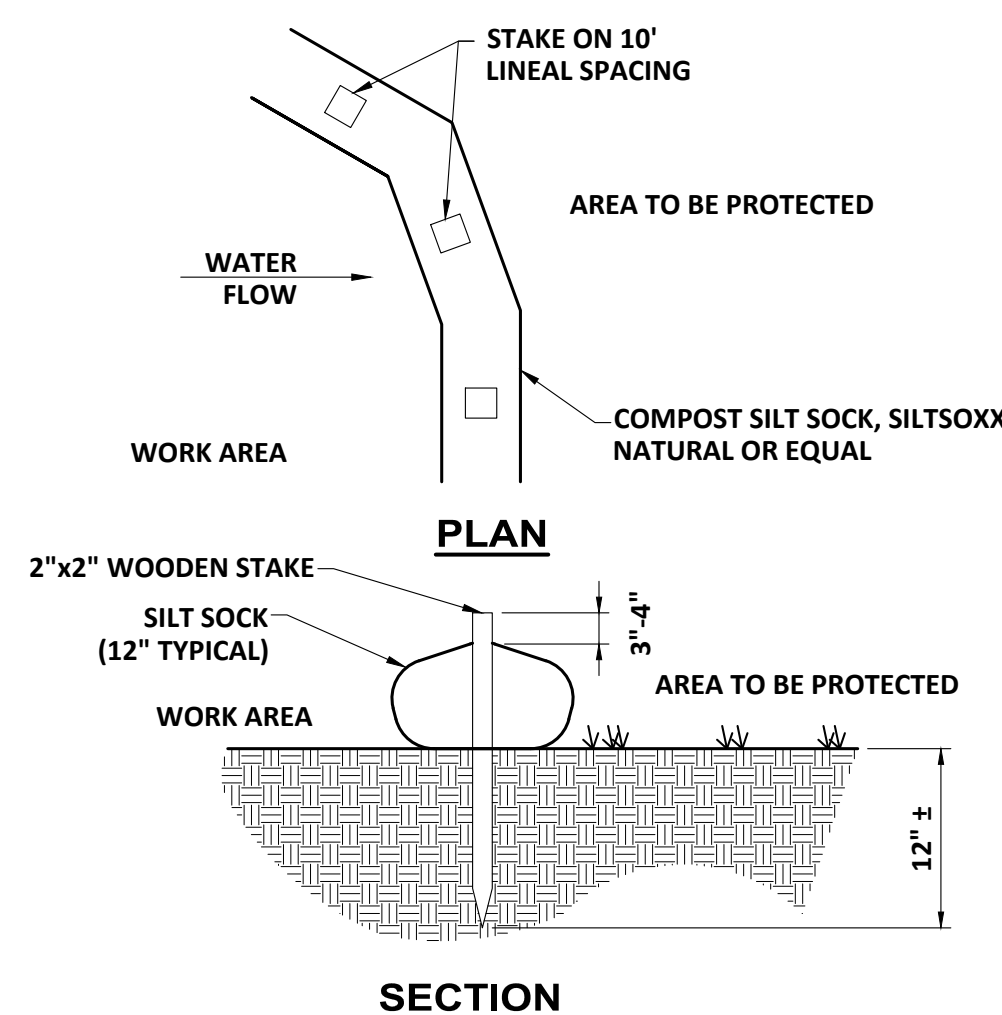 STAKE ON 10'
LINEAL SPACING
AREA TO BE PROTECTED
WATER
FLOW
COMPOST SILT SOCK, SILTSOXX
NATURAL OR EQUAL
WORK AREA
PLAN
2"x2" WOODEN STAKE
SILT SOCK
(12" TYPICAL)
3"-4"
AREA TO BE PROTECTED
WORK AREA
12" ±
SECTION